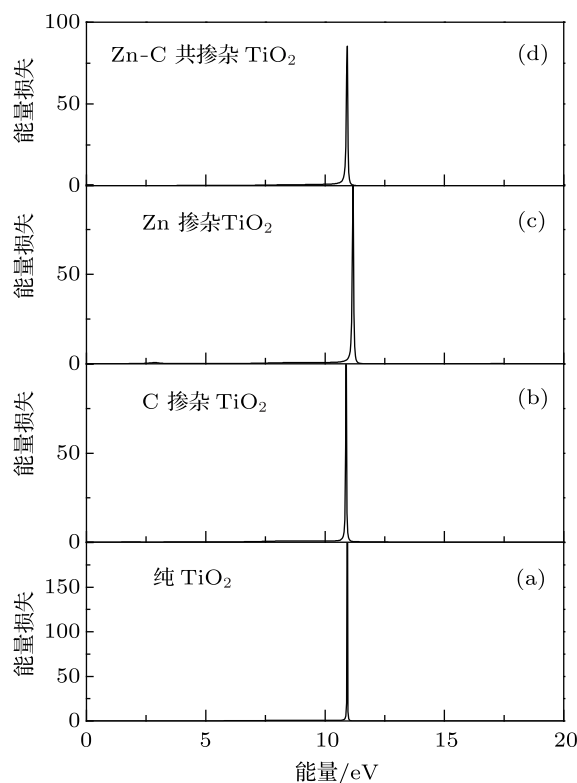 100
Zn-C 共掺杂 TiO₂
(d)
能量损失
50
0
Zn 掺杂TiO₂
(c)
能量损失
50
0
C 掺杂 TiO₂
(b)
能量损失
50
0
纯 TiO₂
(a)
150
能量损失
100
50
0
0 5 10 15 20
能量/eV